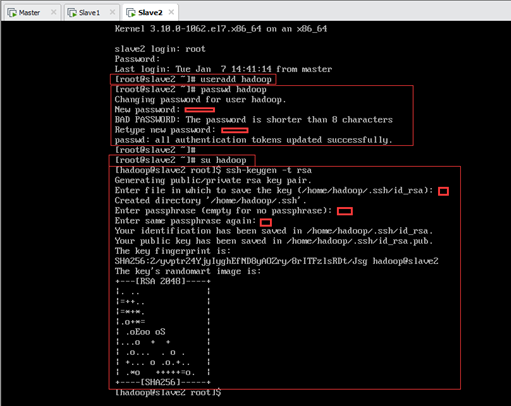 Master Slave1 Slave2
Kernel 3.10.0-1062.el7.x86_64 on an x86_64
slave2 login: root
Password:
Last login: Tue Jan  7 14:41:14 from master
[root@slave2 ~]# useradd hadoop
[root@slave2 ~]# passwd hadoop
Changing password for user hadoop.
New password:
BAD PASSWORD: The password is shorter than 8 characters
Retype new password:
passwd: all authentication tokens updated successfully.
[root@slave2 ~]#
[root@slave2 ~]# su hadoop
[hadoop@slave2 root]$ ssh-keygen -t rsa
Generating public/private rsa key pair.
Enter file in which to save the key (/home/hadoop/.ssh/id_rsa):
Created directory '/home/hadoop/.ssh'.
Enter passphrase (empty for no passphrase):
Enter same passphrase again:
Your identification has been saved in /home/hadoop/.ssh/id_rsa.
Your public key has been saved in /home/hadoop/.ssh/id_rsa.pub.
The key fingerprint is:
hadoop@slave2
The key's randomart image is:
+---[RSA 2048]----+
|. ..             |
|=++..            |
|=*+*.            |
|.o+*=            |
| .oEoo oS        |
|...o  +  +       |
| .o...  . o .    |
| +... o .o.+..   |
| .*o   +++++=o.  |
+----[SHA256]-----+
[hadoop@slave2 root]$